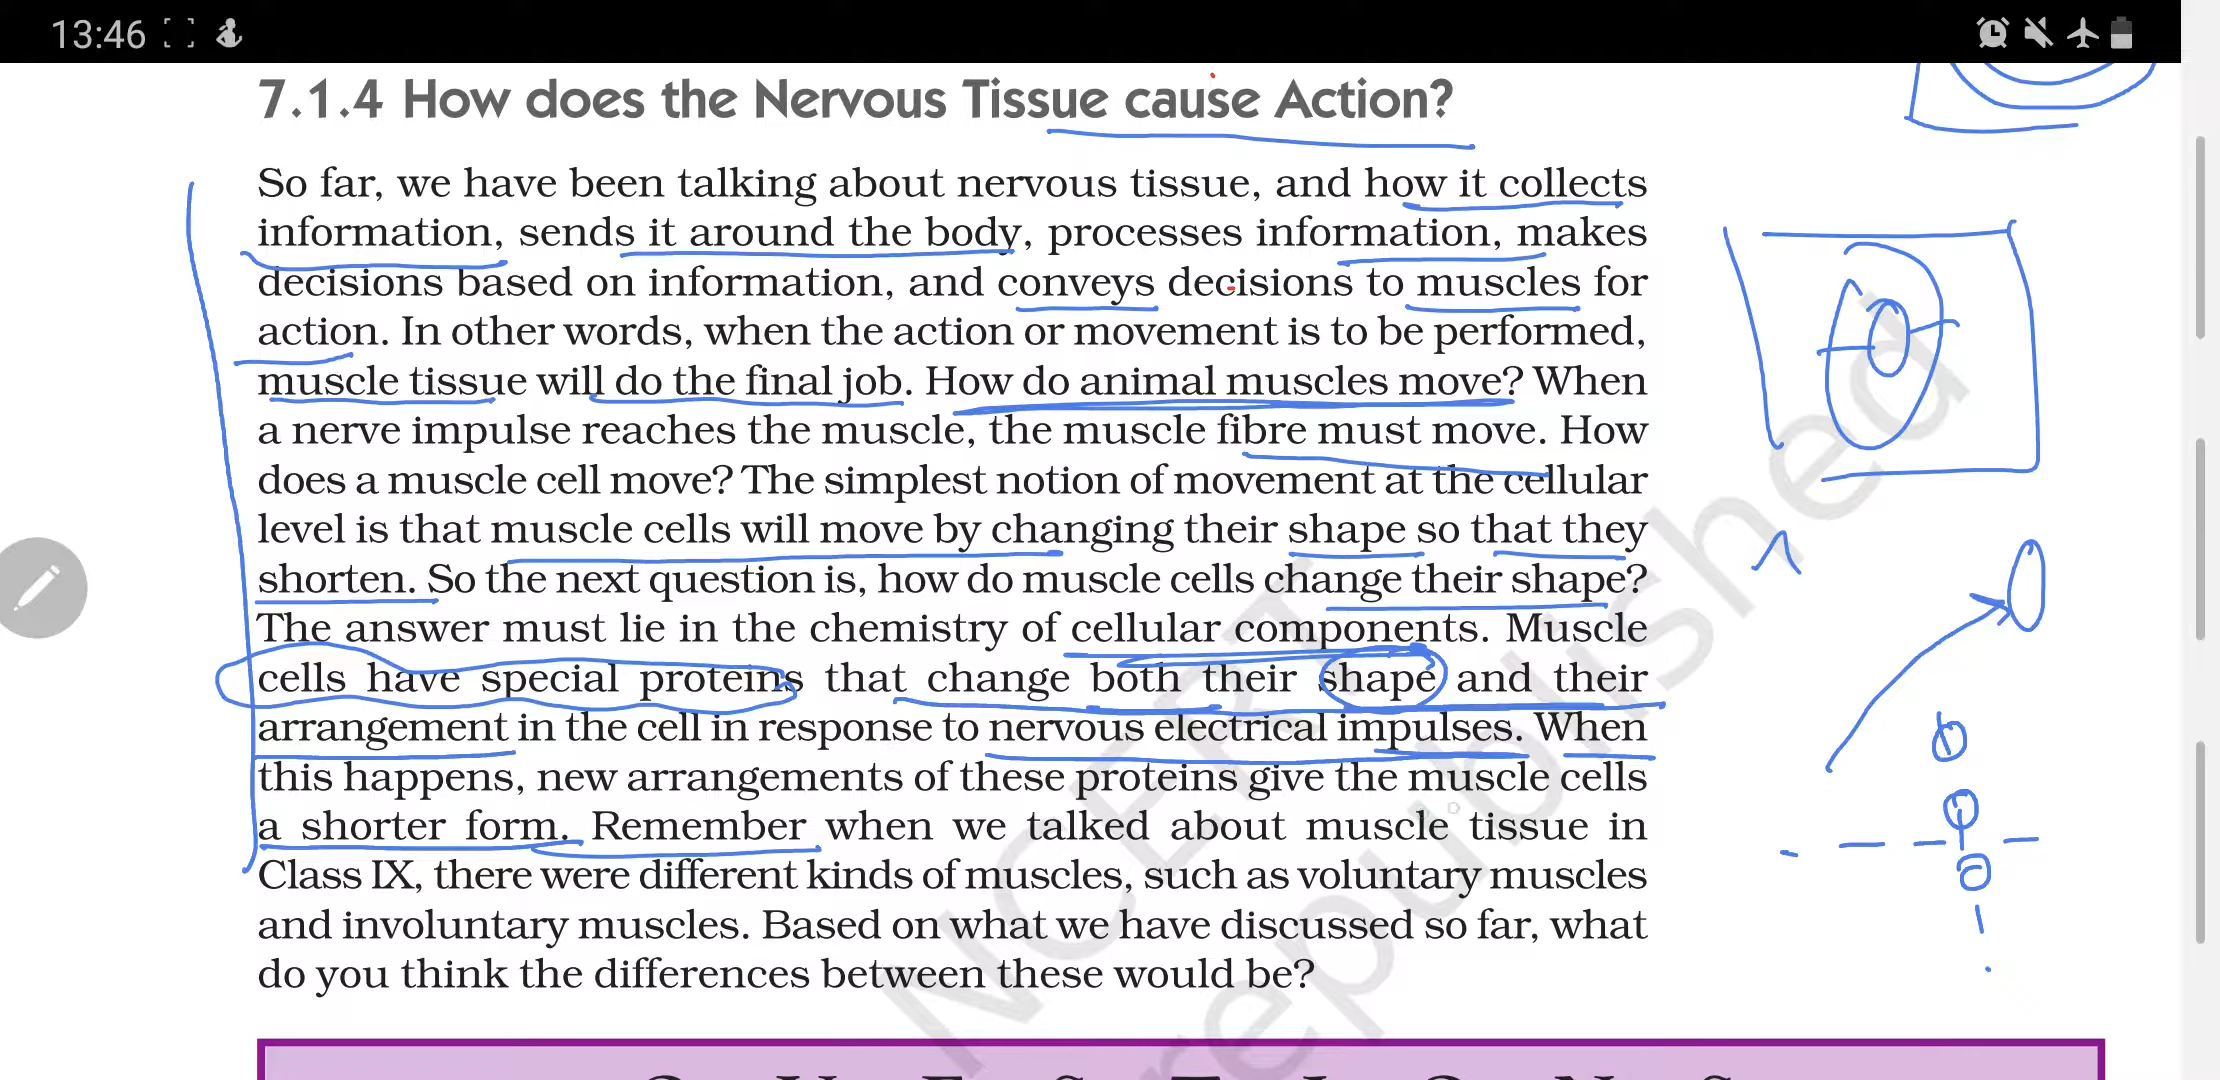 13:46
7.1.4 How does the Nervous Tissue cause Action?
So far, we have been talking about nervous tissue, and how it collects
information, sends it around the body, processes information, makes
decisions based on information, and conveys decisions to muscles for
action. In other words, when the action or movement is to be performed,
muscle tissue will do the final job. How do animal muscles move? When
a nerve impulse reaches the muscle, the muscle fibre must move. How
does a muscle cell move? The simplest notion of movement at the cellular
level is that muscle cells will move by changing their shape so that they
shorten. So the next question is, how do muscle cells change their shape?
The answer must lie in the chemistry of cellular components. Muscle
cells have special proteins that change both their shape and their
arrangement in the cell in response to nervous electrical impulses. When
this happens, new arrangements of these proteins give the muscle cells
a shorter form. Remember when we talked about muscle tissue in
Class IX, there were different kinds of muscles, such as voluntary muscles
and involuntary muscles. Based on what we have discussed so far, what
do you think the differences between these would be?
NCERT
republished